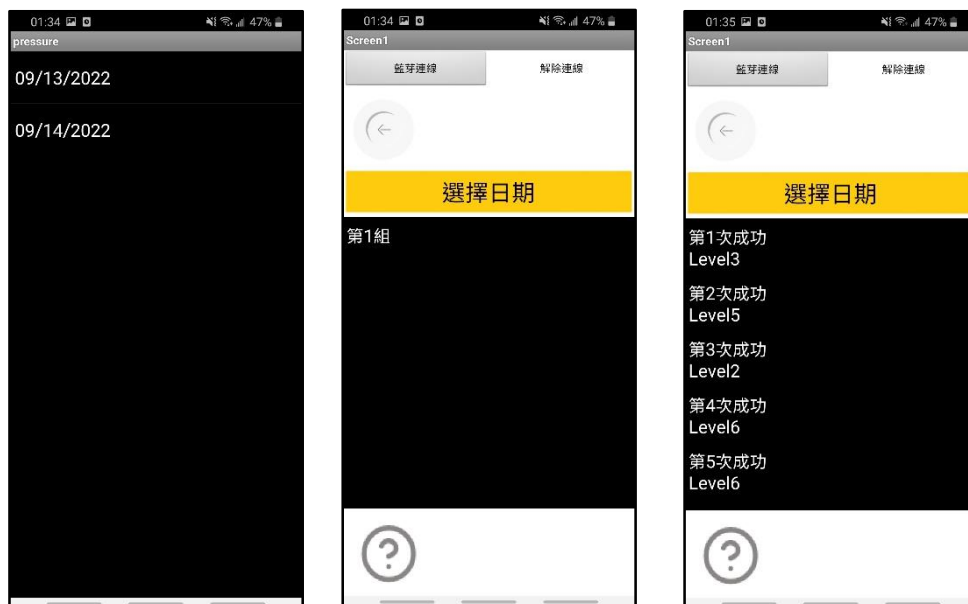 01:34
47%
pressure
09/13/2022
09/14/2022
01:34
47%
Screen1
藍芽連線
解除連線
選擇日期
第1組
?
01:35
47%
Screen1
藍芽連線
解除連線
選擇日期
第1次成功
Level3
第2次成功
Level5
第3次成功
Level2
第4次成功
Level6
第5次成功
Level6
?